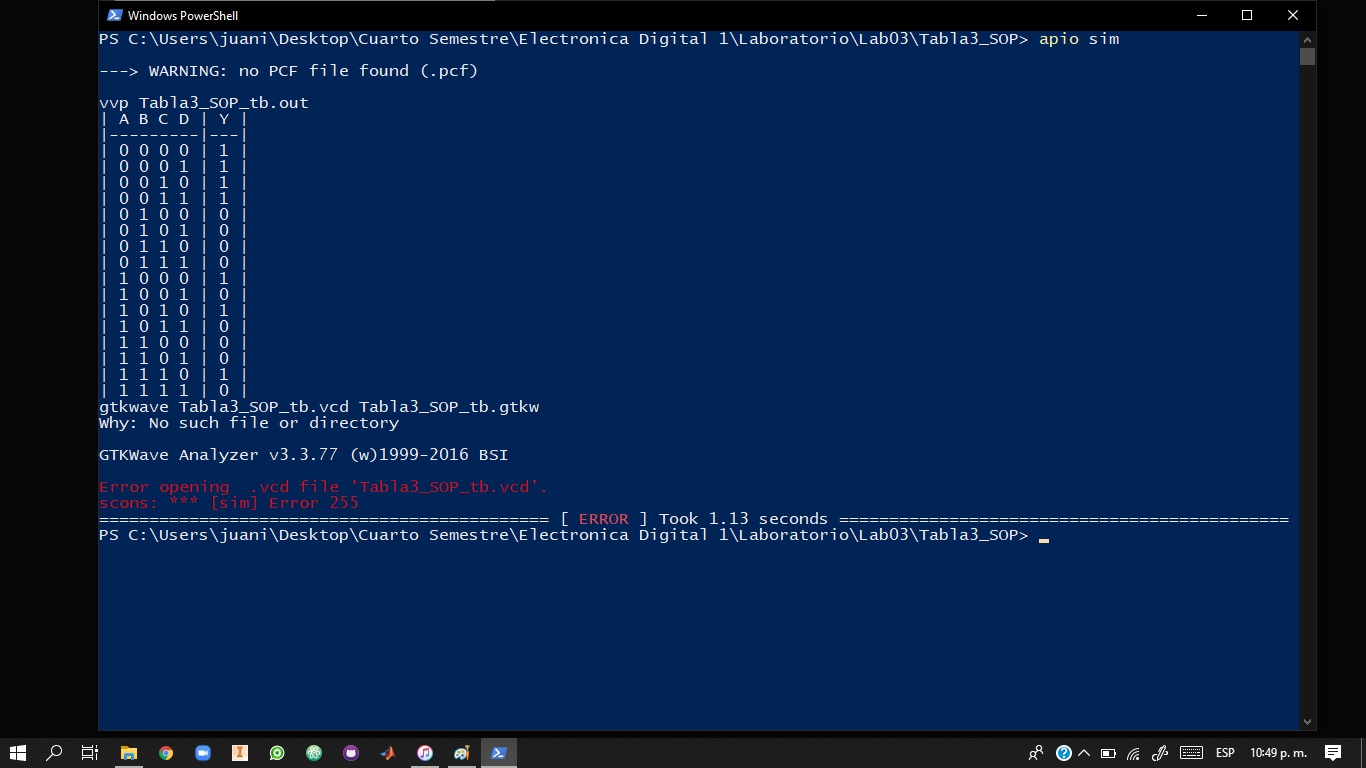 Windows PowerShell
PS C:\Users\juani\Desktop\Cuarto Semestre\Electronica Digital 1\Laboratorio\Lab03\Tabla3_SOP> apio sim
---> WARNING: no PCF file found (.pcf)
vvp Tabla3_SOP_tb.out
| A B C D | Y |
|---------|---|
| 0 0 0 0 | 1 |
| 0 0 0 1 | 1 |
| 0 0 1 0 | 1 |
| 0 0 1 1 | 1 |
| 0 1 0 0 | 0 |
| 0 1 0 1 | 0 |
| 0 1 1 0 | 0 |
| 0 1 1 1 | 0 |
| 1 0 0 0 | 1 |
| 1 0 0 1 | 0 |
| 1 0 1 0 | 1 |
| 1 0 1 1 | 0 |
| 1 1 0 0 | 0 |
| 1 1 0 1 | 0 |
| 1 1 1 0 | 1 |
| 1 1 1 1 | 0 |
gtkwave Tabla3_SOP_tb.vcd Tabla3_SOP_tb.gtkw
Why: No such file or directory
GTKWave Analyzer v3.3.77 (w)1999-2016 BSI
Error opening  .vcd file 'Tabla3_SOP_tb.vcd'.
scons: *** [sim] Error 255
============================================= [ ERROR ] Took 1.13 seconds =============================================
PS C:\Users\juani\Desktop\Cuarto Semestre\Electronica Digital 1\Laboratorio\Lab03\Tabla3_SOP>
ESP 10:49 p. m.